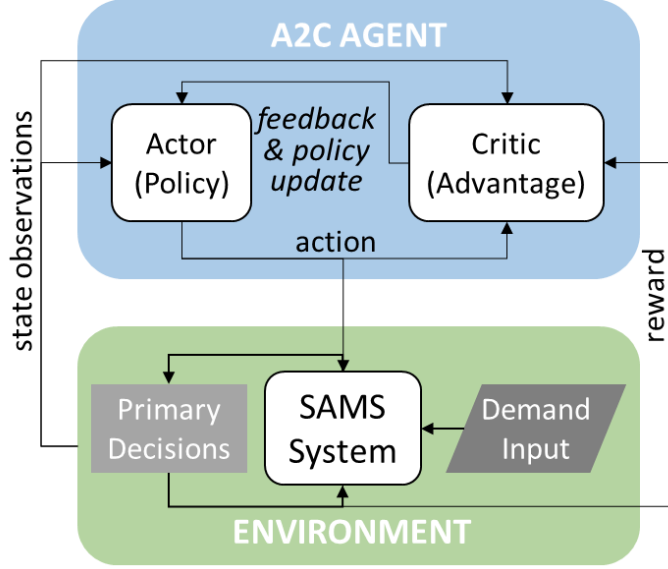 A2C AGENT
Actor
(Policy)
feedback
& policy
update
Critic
(Advantage)
action
state observations
reward
Primary
Decisions
SAMS
System
Demand
Input
ENVIRONMENT